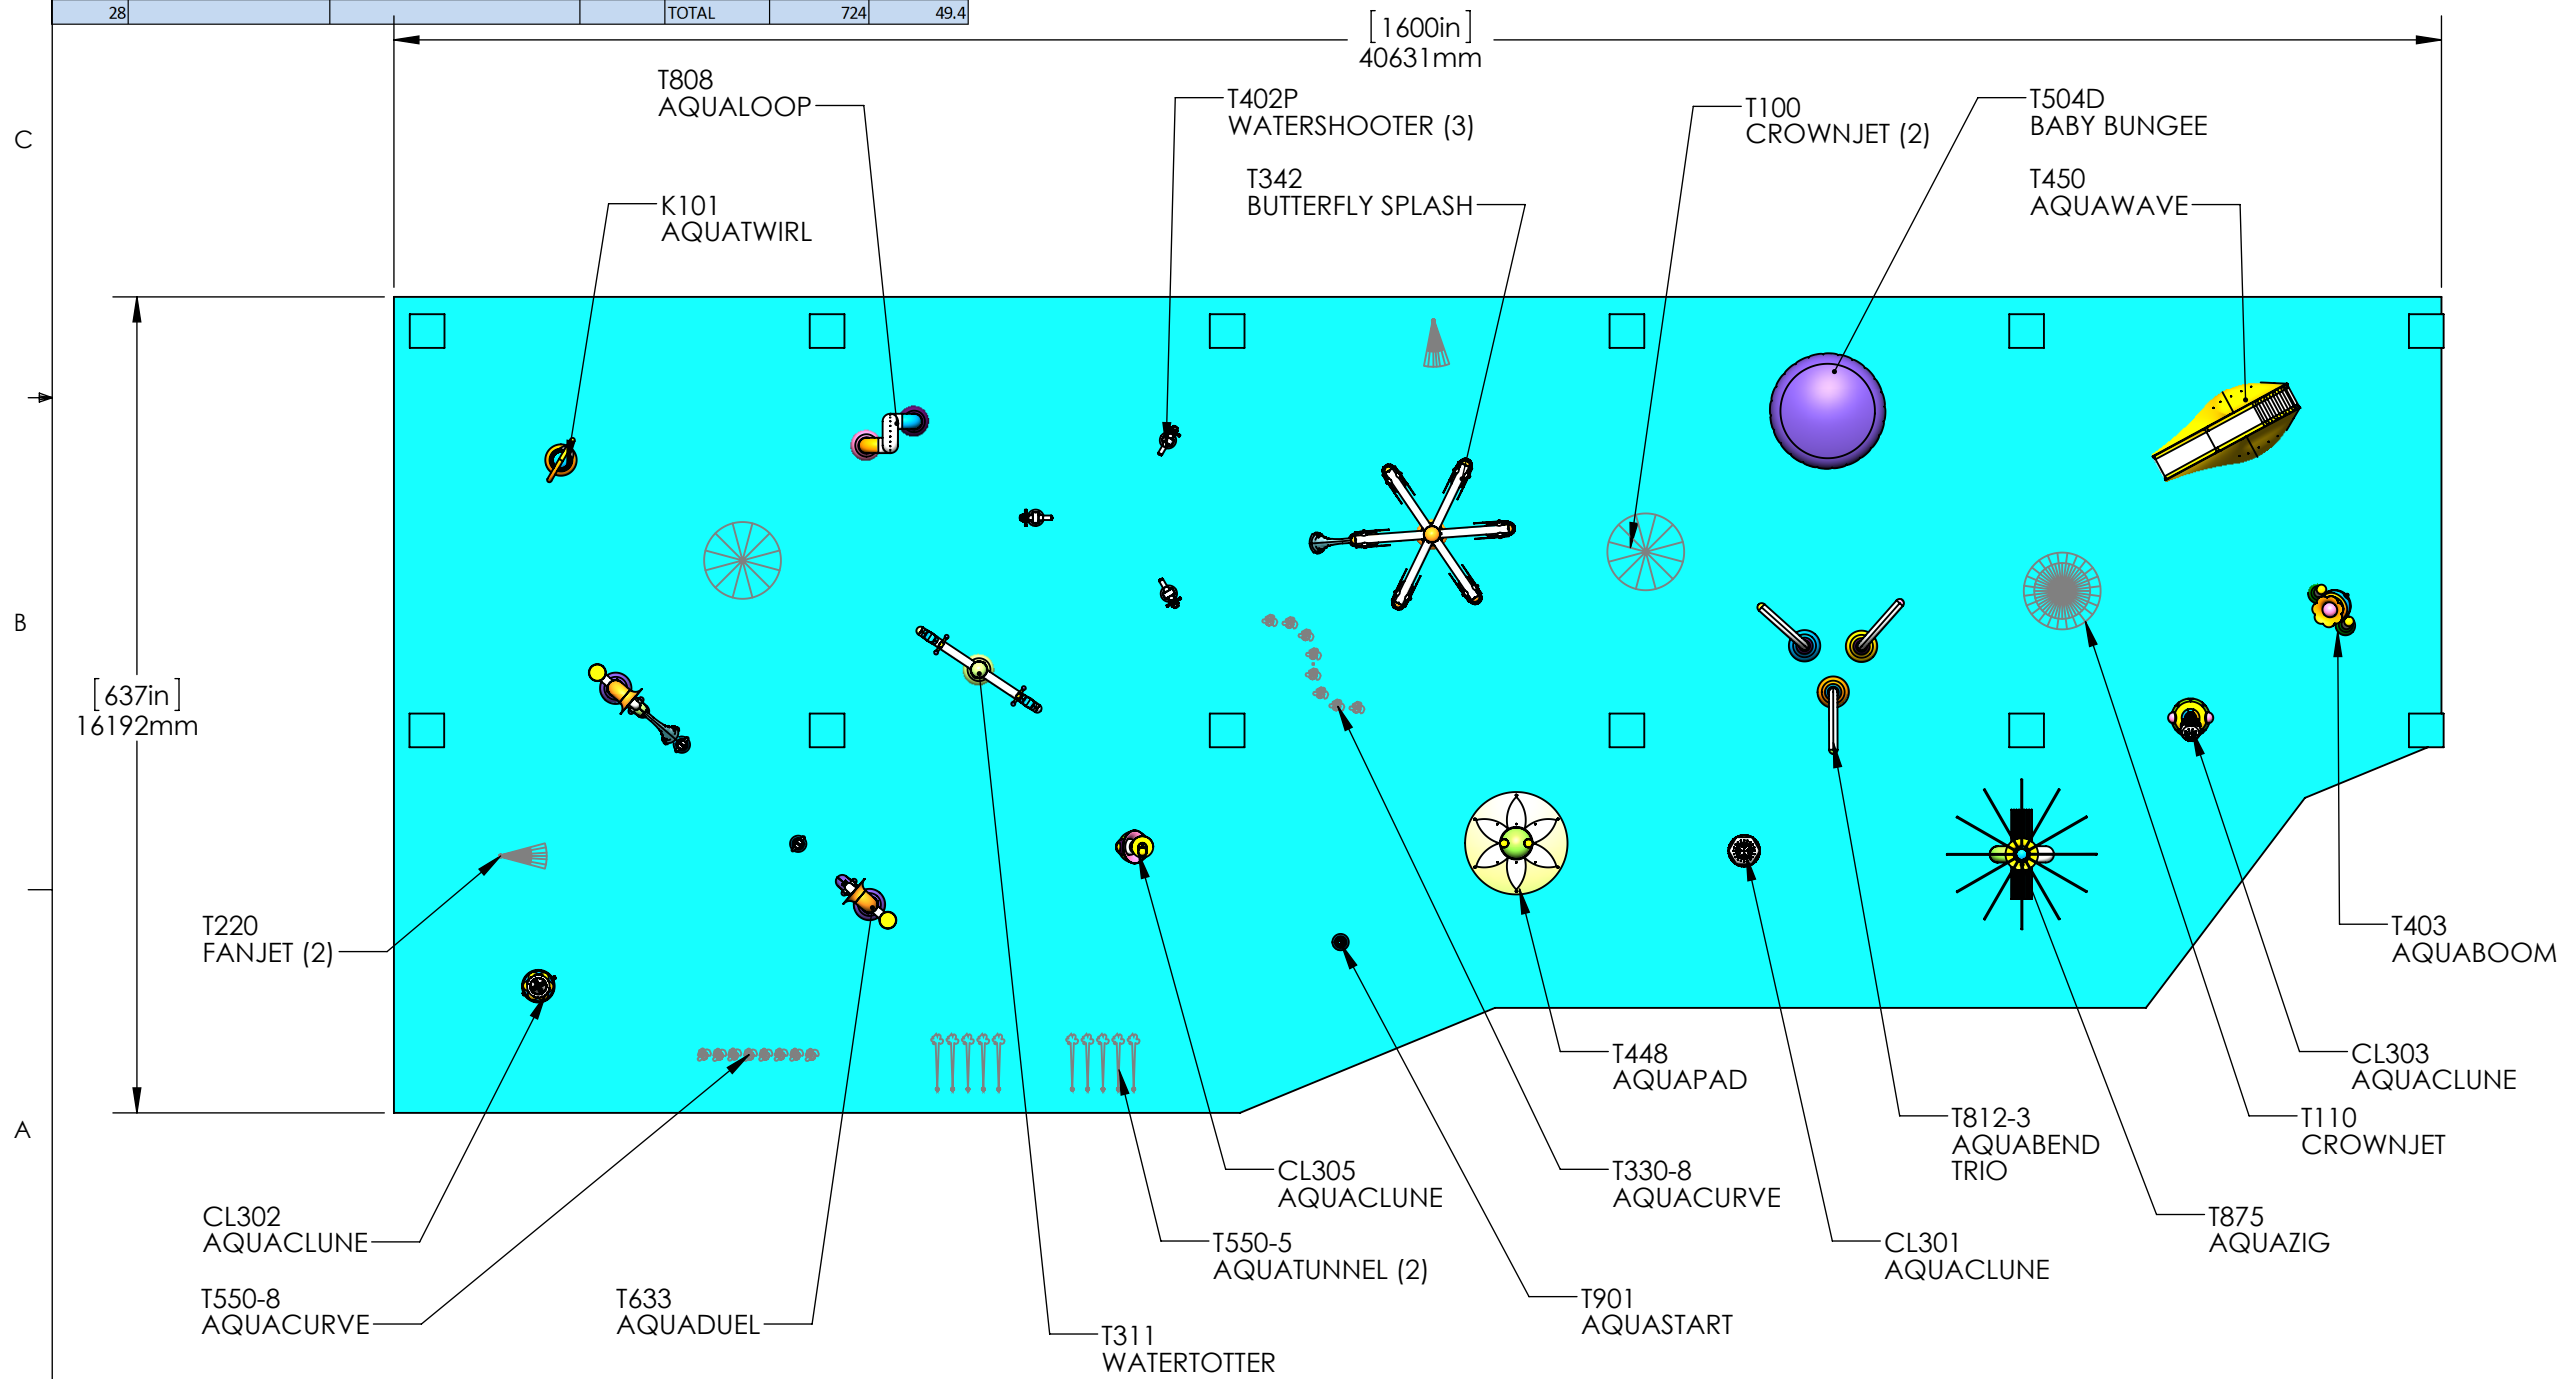 28 TOTAL 724 49.4
[1600in]
40631mm
T808
AQUALOOP
T402P
WATERSHOOTER (3)
T100
CROWNJET (2)
T504D
BABY BUNGEE
C
K101
AQUATWIRL
T342
BUTTERFLY SPLASH
T450
AQUAWAVE
B
[637in]
16192mm
T220
FANJET (2)
T403
AQUABOOM
A
T448
AQUAPAD
CL303
AQUACLUNE
T812-3
AQUABEND
TRIO
T110
CROWNJET
CL305
AQUACLUNE
T330-8
AQUACURVE
CL302
AQUACLUNE
T550-5
AQUATUNNEL (2)
CL301
AQUACLUNE
T875
AQUAZIG
T550-8
AQUACURVE
T633
AQUADUEL
T901
AQUASTART
T311
WATERTOTTER